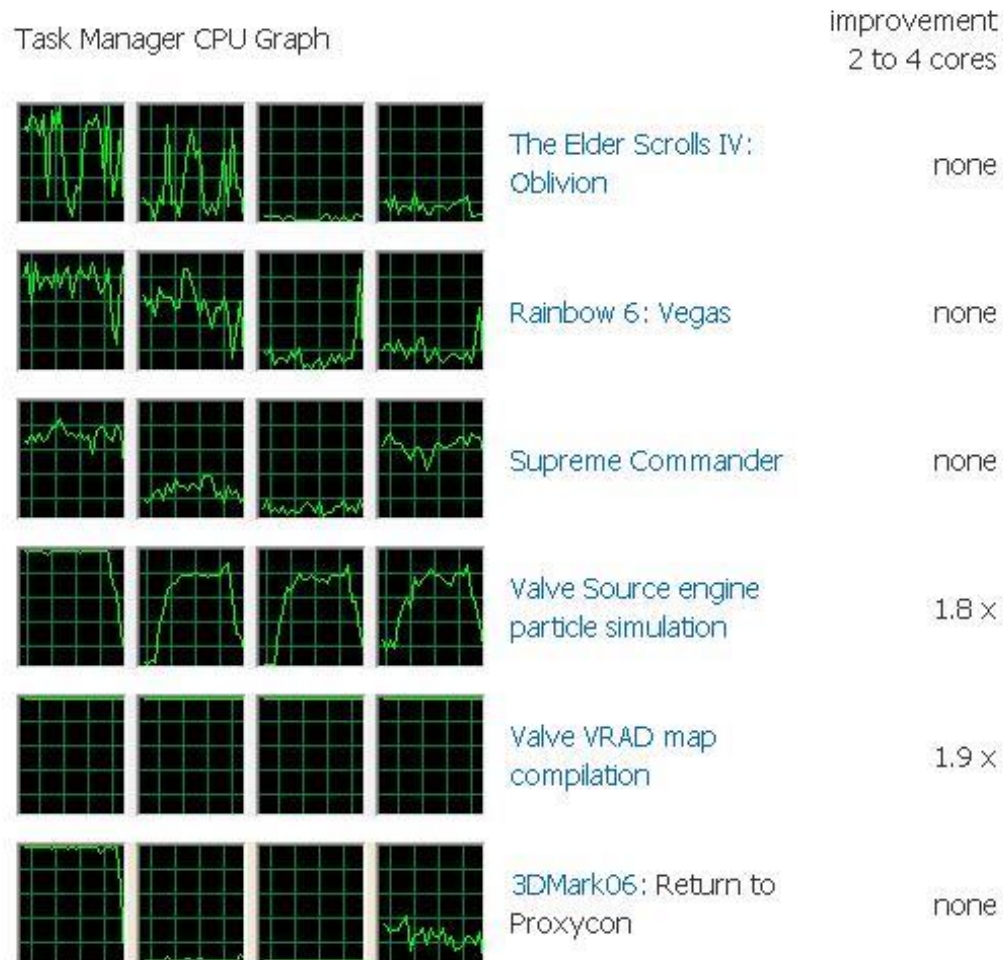 Task Manager CPU Graph
improvement
2 to 4 cores
The Elder Scrolls IV:
Oblivion
none
Rainbow 6: Vegas
none
Supreme Commander
none
Valve Source engine
particle simulation
1.8 x
Valve VRAD map
compilation
1.9 x
3DMark06: Return to
Proxycon
none